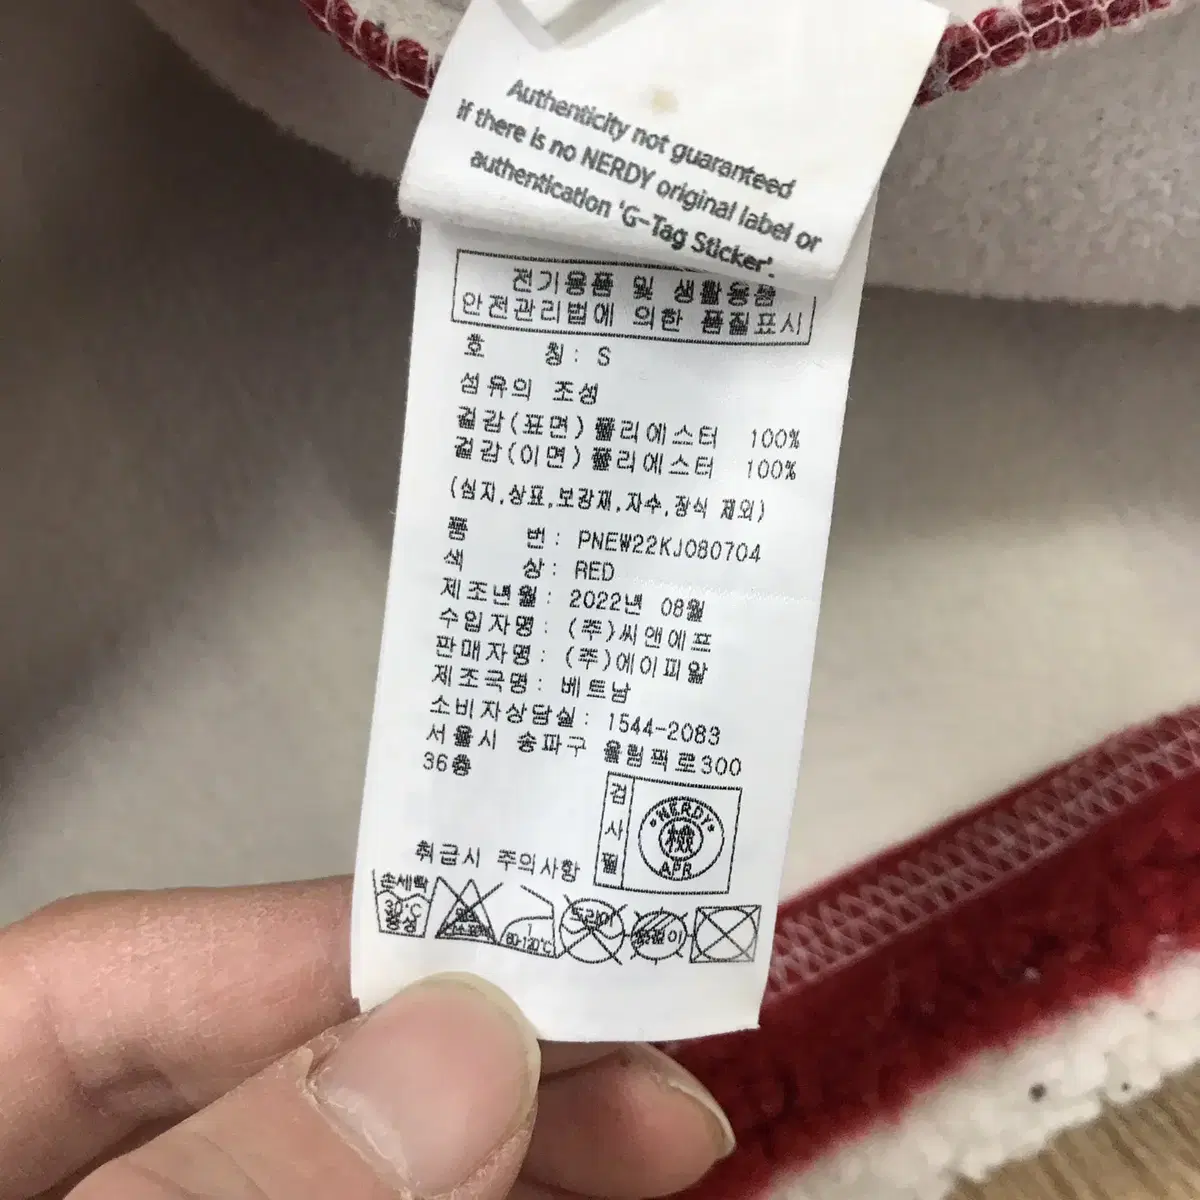 Authenticity not guaranteed
if there is no NERDY original label or
authentication 'G-Tag Sticker'.
전기용품 및 생활용품
안전관리법에 의한 품질표시
호 칭: S
섬유의 조성
겉감(표면) 폴리에스터 100%
겉감(이면) 폴리에스터 100%
(심지,상표,보강재,자수,장식 제외)
품 번: PNEW22KJ080704
색 상: RED
제조년월: 2022년 08월
수입자명: (주)씨앤에프
판매자명: (주)에이피알
제조국명: 베트남
소비자상담실: 1544-2083
서울시 송파구 올림픽로300
36층
검사필
NERDY
檢
APR
취급시 주의사항
손세탁
30℃
중성
80-120℃
드라이